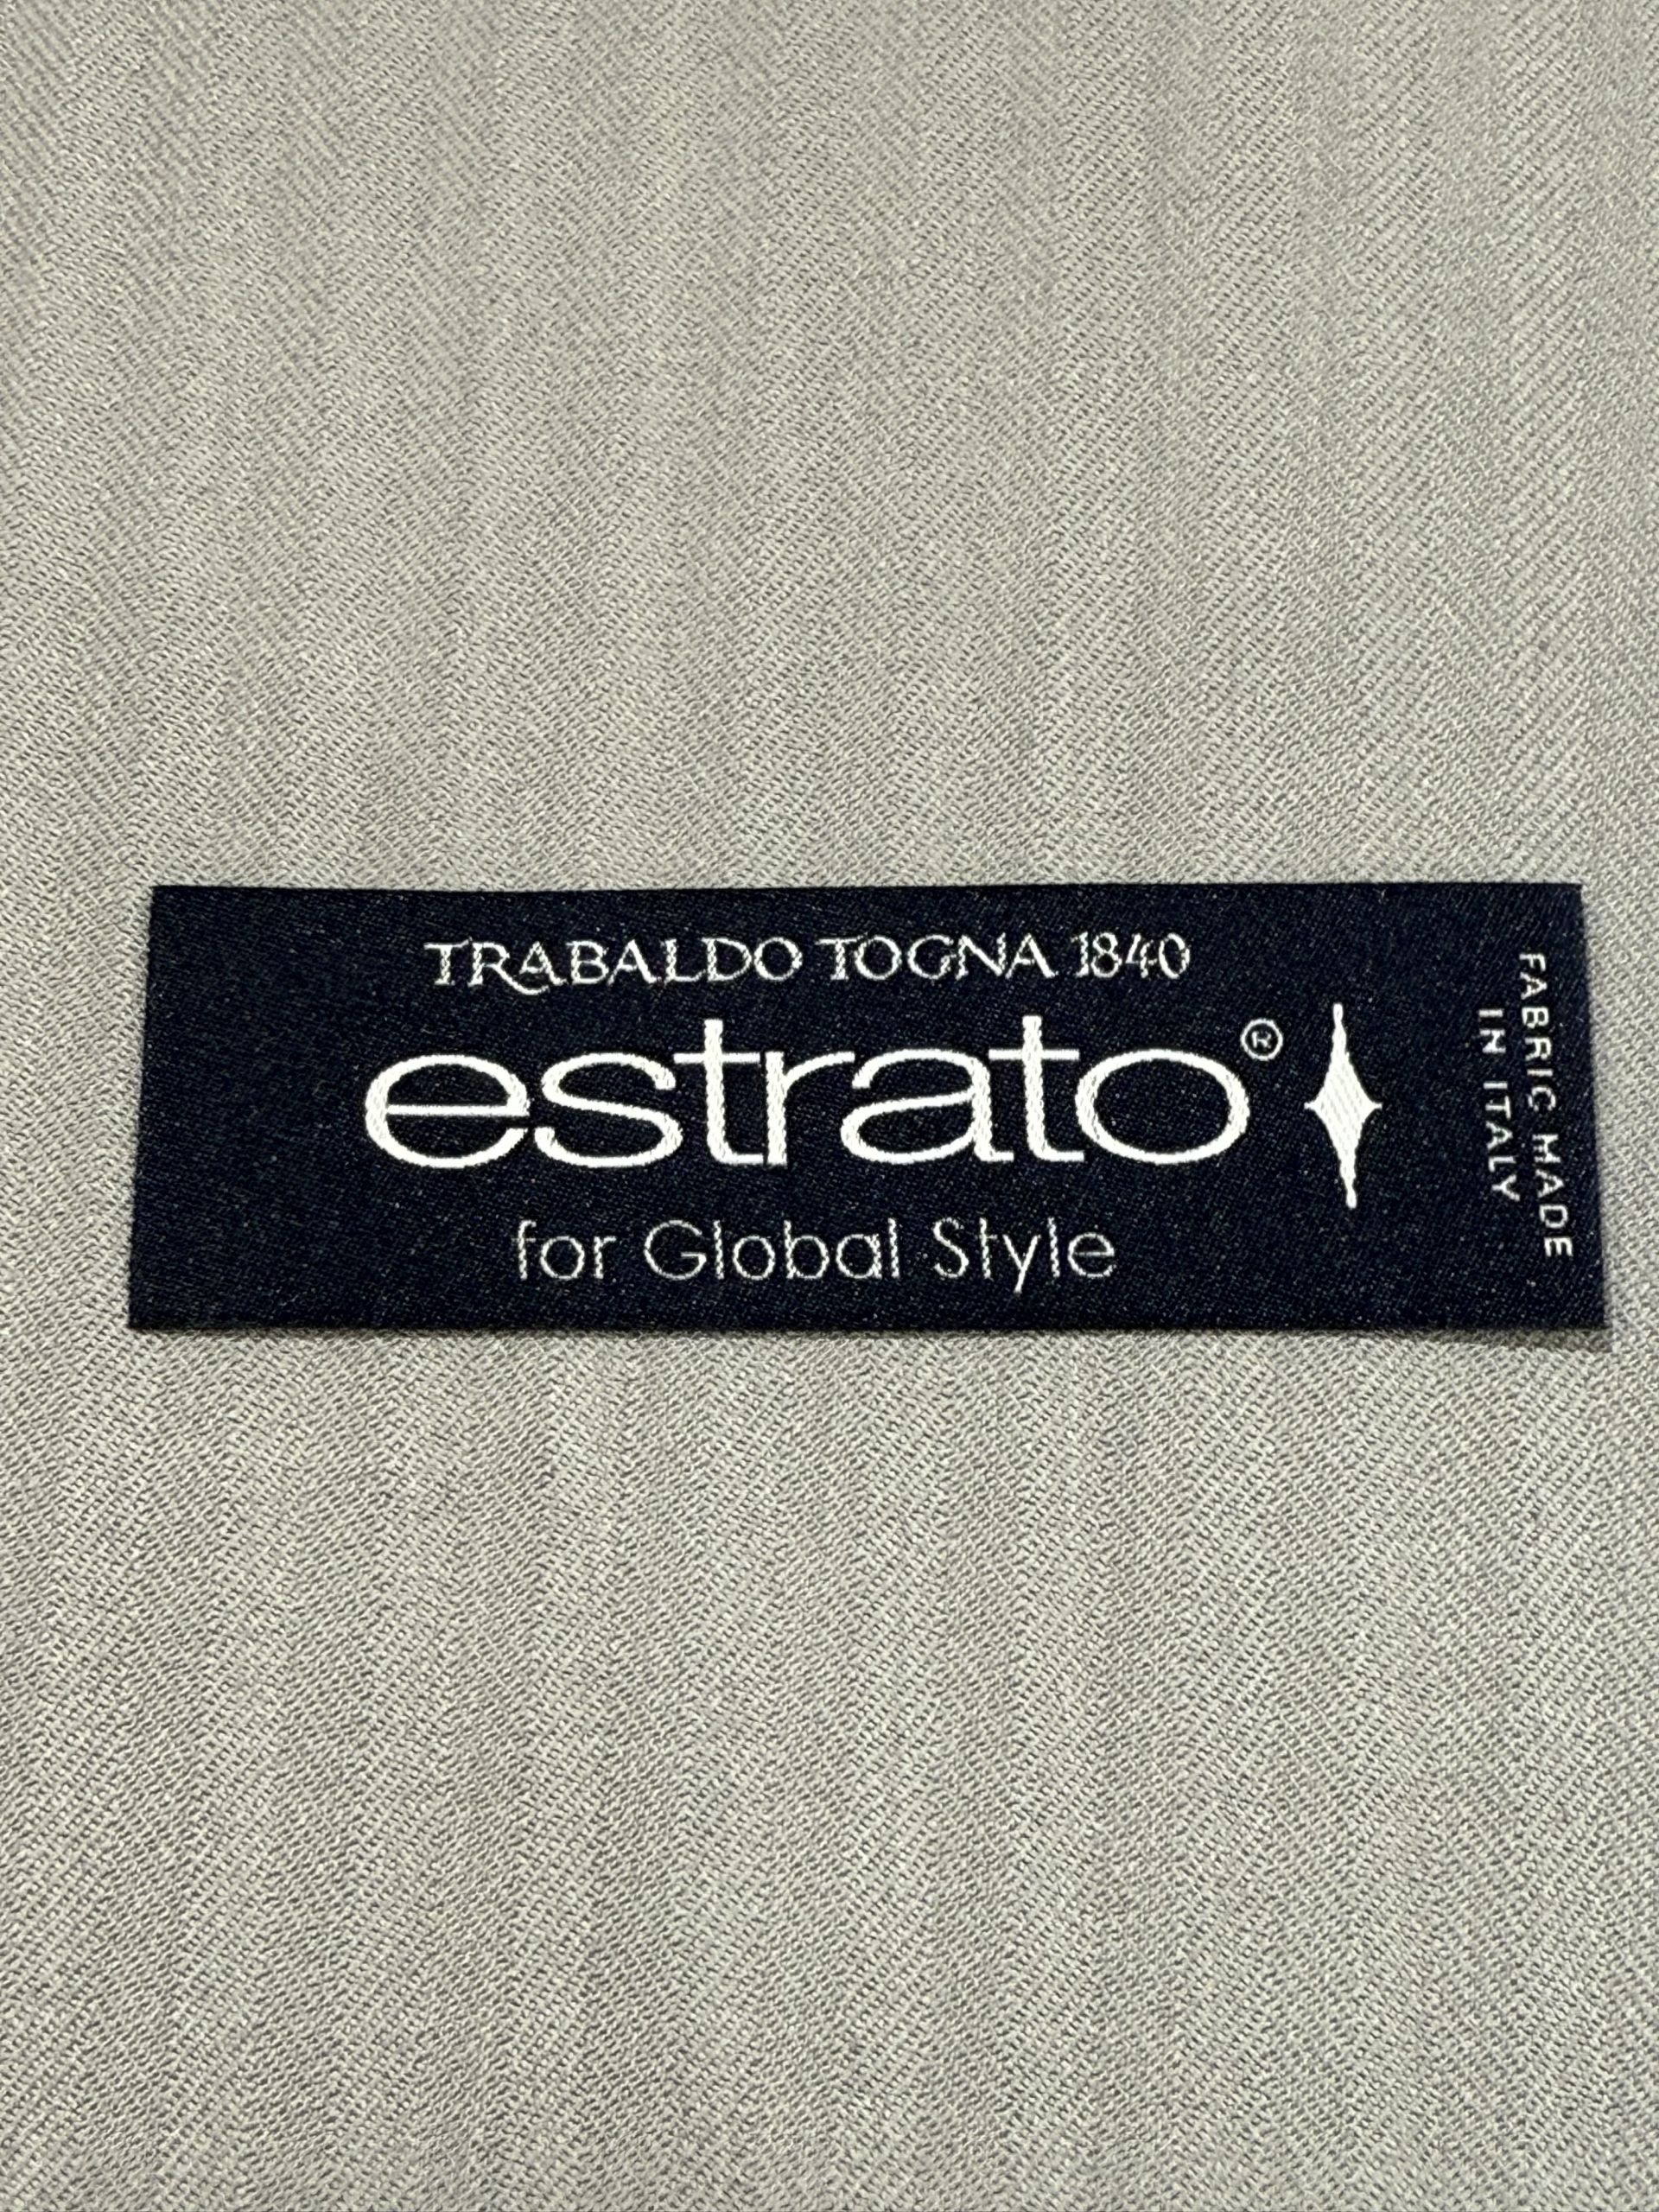 TRABALDO TOGNA 1840
estrato®
for Global Style
FABRIC MADE
IN ITALY